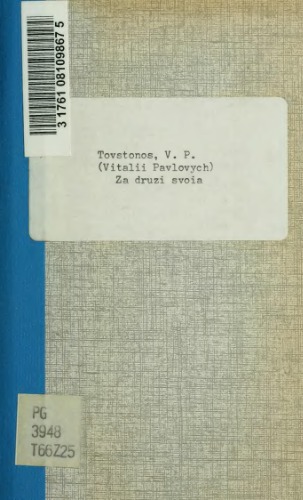 3 1761 08109867 5
Tovstonos, V. P.
(Vitalii Pavlovych)
Za druzi svoia
PG
3948
T66Z25